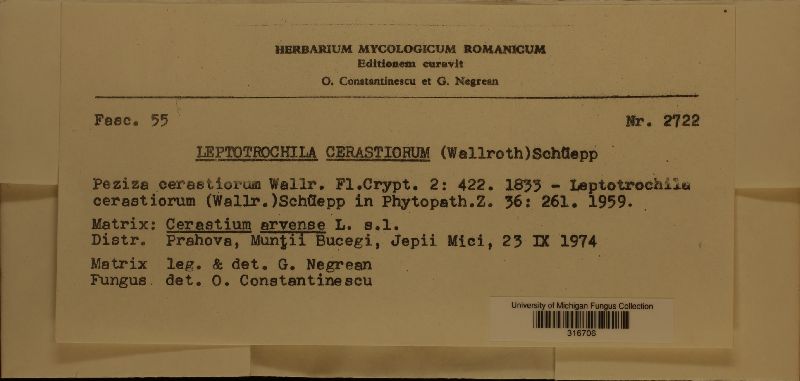 HERBARIUM MYCOLOGICUM ROMANICUM
Editionem curavit
O. Constantinescu et G. Negrean
Fasc. 55 Nr. 2722
LEPTOTROCHILA CERASTIORUM (Wallroth)Schüepp
Peziza cerastiorum Wallr. Fl.Crypt. 2: 422. 1833 - Leptotrochila
cerastiorum (Wallr.)Schüepp in Phytopath.Z. 36: 261. 1959.
Matrix: Cerastium arvense L. s.l.
Distr. Prahova, Munţii Bucegi, Jepii Mici, 23 IX 1974
Matrix leg. & det. G. Negrean
Fungus det. O. Constantinescu
University of Michigan Fungus Collection
316706